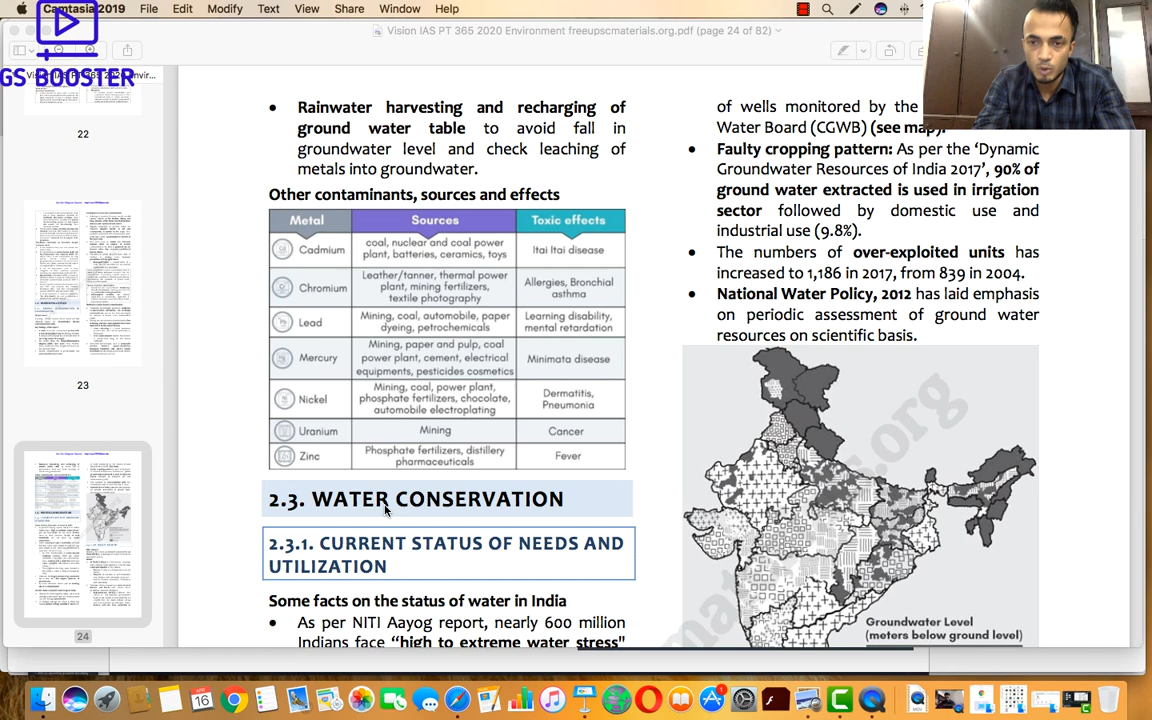 Camtasia 2019 File Edit Modify Text View Share Window Help
Vision IAS PT 365 2020 Environment freeupscmaterials.org.pdf (page 24 of 82)
GS BOOSTER
22
23
24
• Rainwater harvesting and recharging of
ground water table to avoid fall in
groundwater level and check leaching of
metals into groundwater.
Other contaminants, sources and effects
Metal Sources Toxic effects
Cadmium coal, nuclear and coal power plant, batteries, ceramics, toys Itai Itai disease
Chromium Leather/tanner, thermal power plant, mining fertilizers, textile photography Allergies, Bronchial asthma
Lead Mining, coal, automobile, paper dyeing, petrochemicals Learning disability, mental retardation
Mercury Mining, paper and pulp, coal power plant, cement, electrical equipments, pesticides cosmetics Minimata disease
Nickel Mining, coal, power plant, phosphate fertilizers, chocolate, automobile electroplating Dermatitis, Pneumonia
Uranium Mining Cancer
Zinc Phosphate fertilizers, distillery pharmaceuticals Fever
2.3. WATER CONSERVATION
2.3.1. CURRENT STATUS OF NEEDS AND
UTILIZATION
Some facts on the status of water in India
• As per NITI Aayog report, nearly 600 million
Indians face "high to extreme water stress"
of wells monitored by the
Water Board (CGWB) (see map).
• Faulty cropping pattern: As per the 'Dynamic
Groundwater Resources of India 2017', 90% of
ground water extracted is used in irrigation
sector followed by domestic use and
industrial use (9.8%).
• The numbers of over-exploited units has
increased to 1,186 in 2017, from 839 in 2004.
• National Water Policy, 2012 has laid emphasis
on periodic assessment of ground water
resources on scientific basis.
Groundwater Level
(meters below ground level)